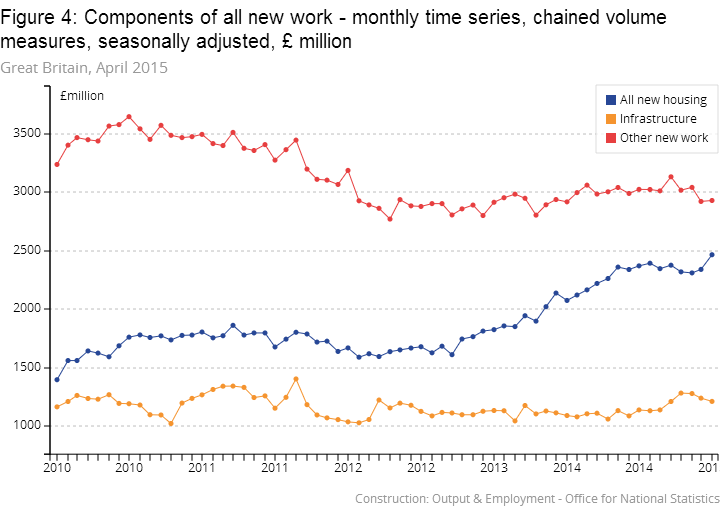 Figure 4: Components of all new work - monthly time series, chained volume
measures, seasonally adjusted, £ million
Great Britain, April 2015
£million
All new housing
Infrastructure
Other new work
3500
3000
2500
2000
1500
1000
2010 2010 2011 2011 2012 2012 2013 2014 2014 201
Construction: Output & Employment - Office for National Statistics